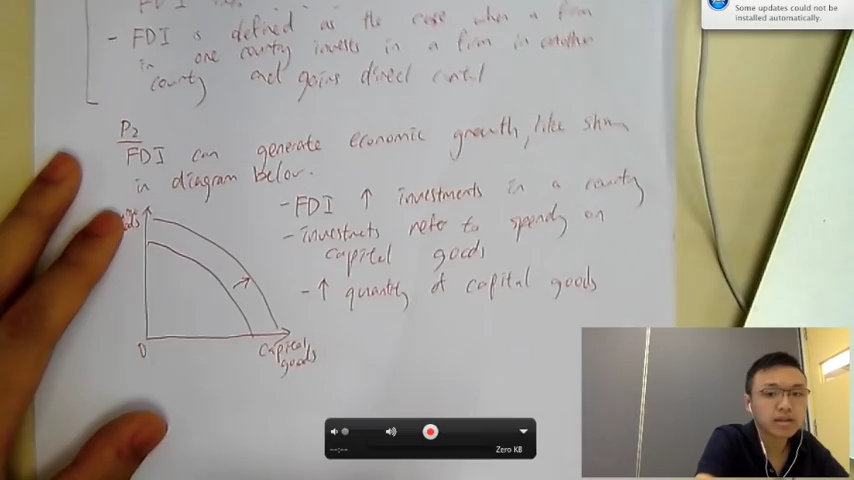 FDI
- FDI is defined as the case when a firm
in one country invests in a firm in another
country and gains direct control
P2
FDI can generate economic growth, like shown
in diagram below.
- FDI ↑ investments in a country
- investments refer to spending on
capital goods
- ↑ quantity of capital goods
0
capital
goods
Some updates could not be
installed automatically.
--:--
Zero KB